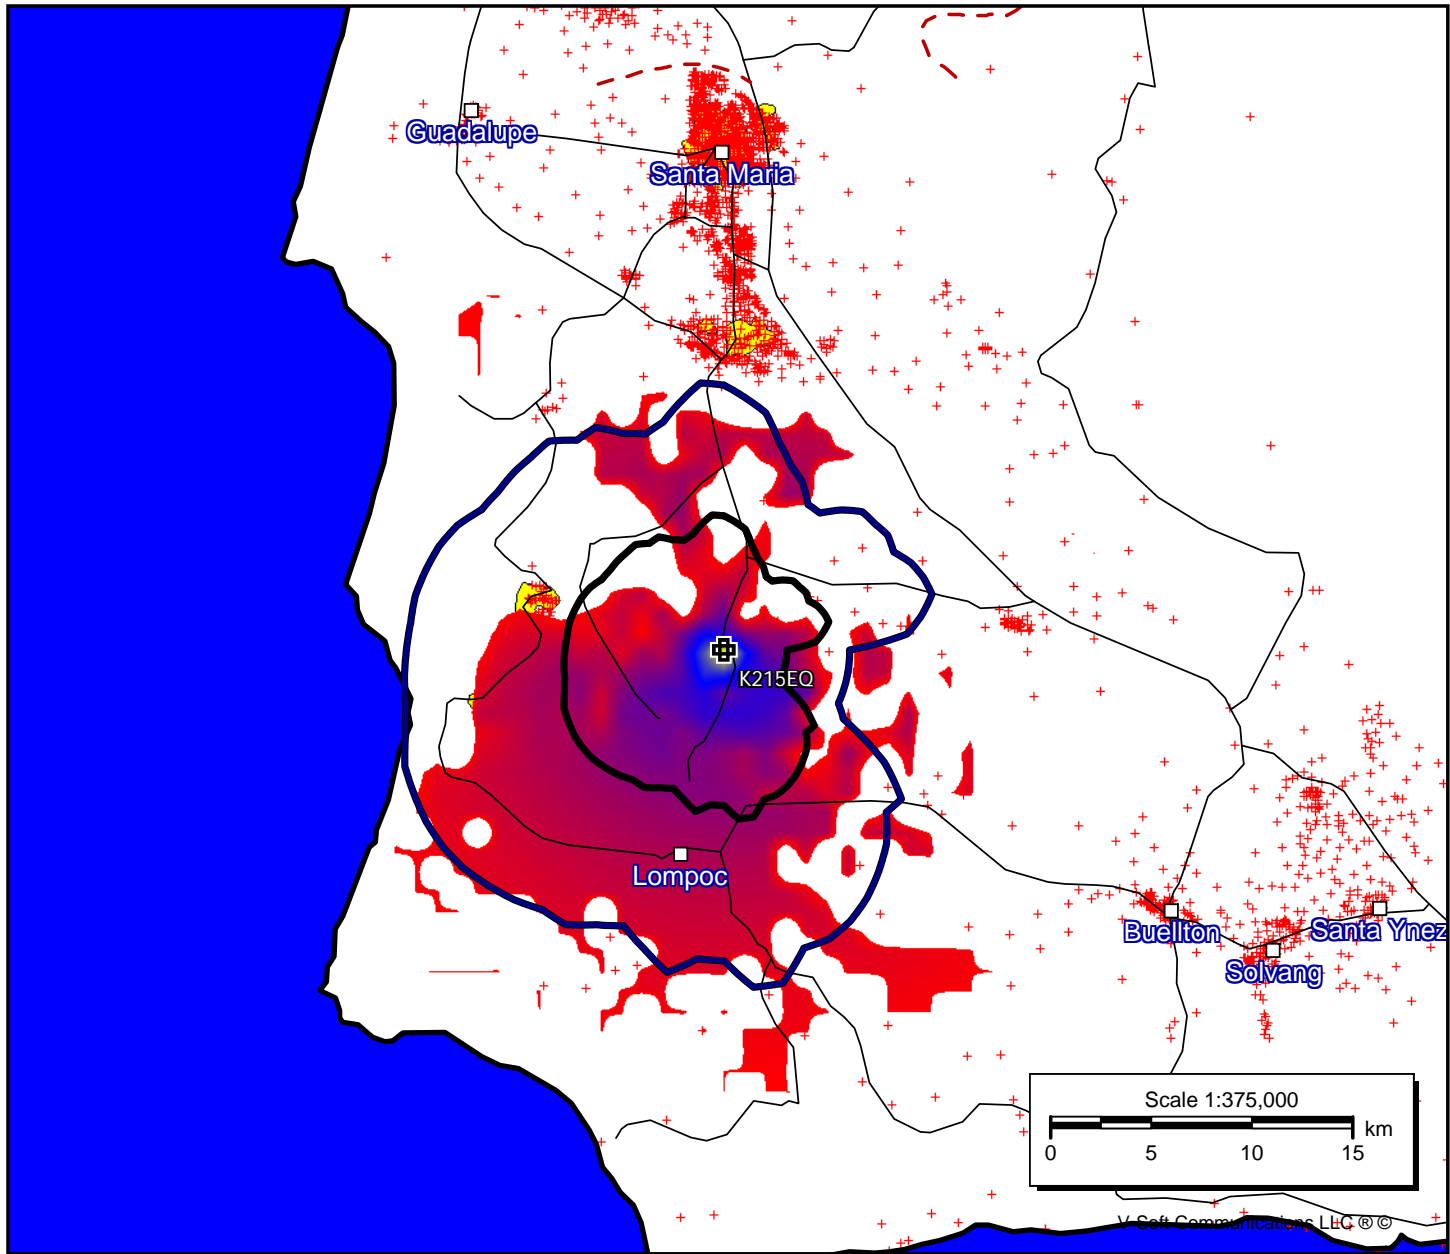 Guadalupe
Santa Maria
K215EQ
Lompoc
Buellton
Santa Ynez
Solvang
Scale 1:375,000
km
0 5 10 15
V-Soft Communications LLC ® ©